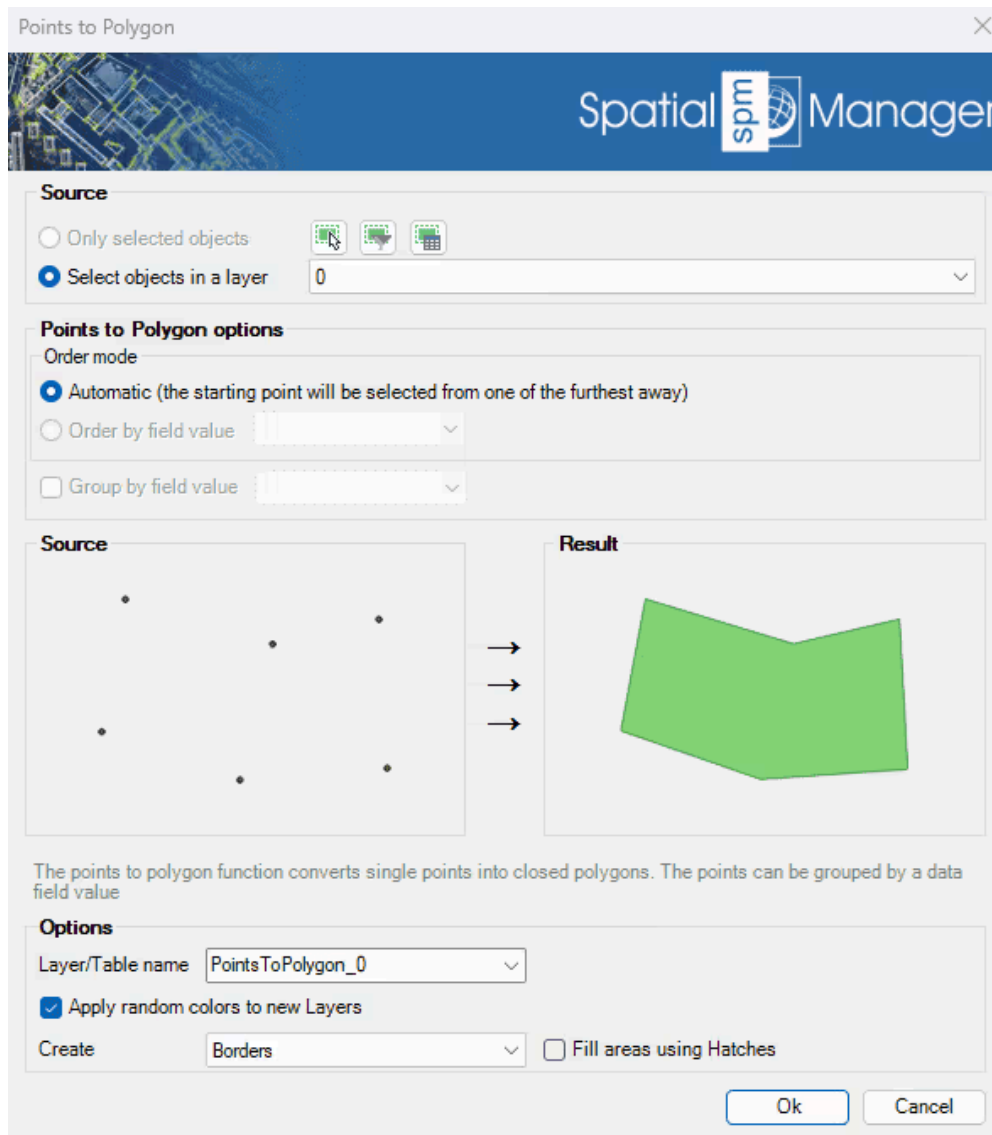 Points to Polygon
Spatial spm Manager
Source
Only selected objects
Select objects in a layer 0
Points to Polygon options
Order mode
Automatic (the starting point will be selected from one of the furthest away)
Order by field value
Group by field value
Source Result
The points to polygon function converts single points into closed polygons. The points can be grouped by a data
field value
Options
Layer/Table name PointsToPolygon_0
Apply random colors to new Layers
Create Borders Fill areas using Hatches
Ok Cancel